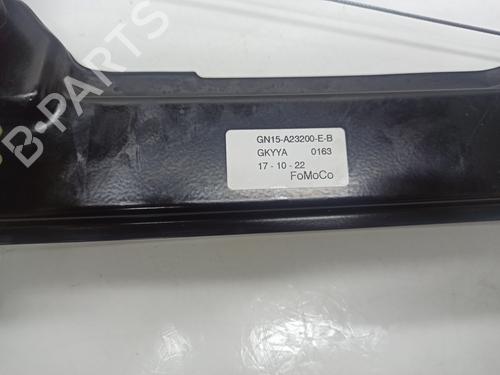 B-PARTS
GN15-A23200-E-B
GKYYA 0163
17 - 10 - 22
FoMoCo